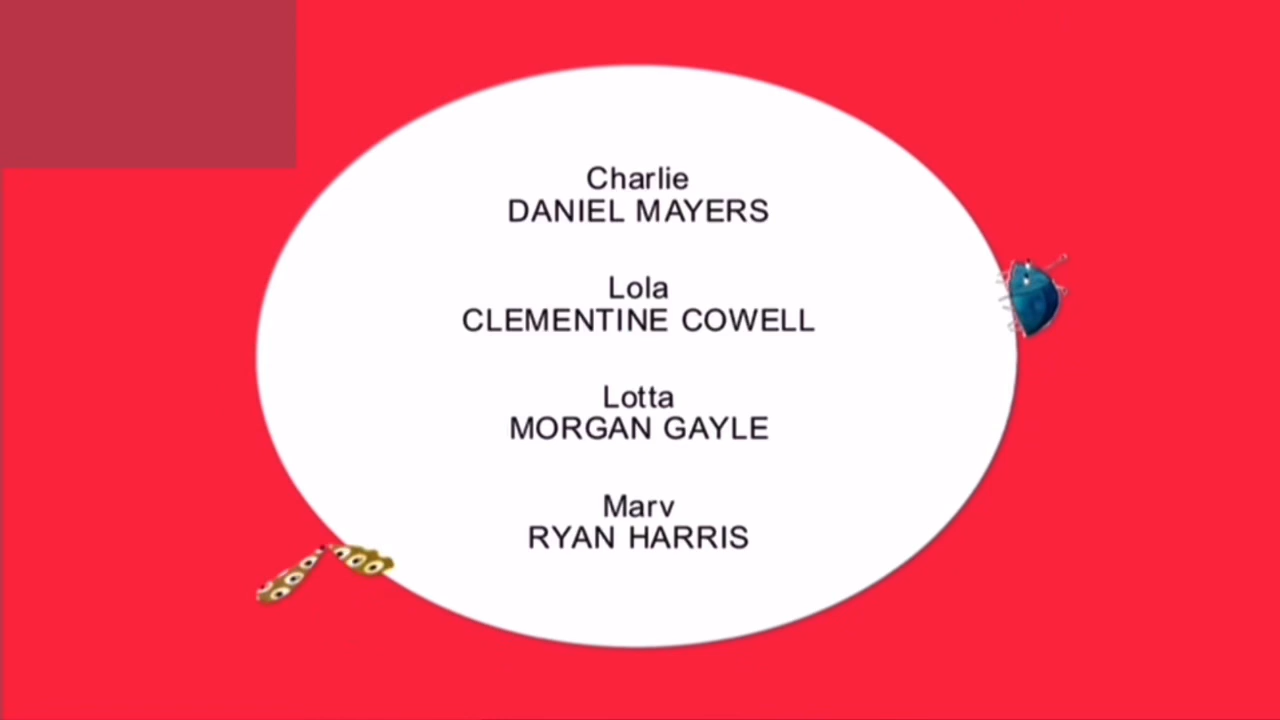 Charlie
DANIEL MAYERS
Lola
CLEMENTINE COWELL
Lotta
MORGAN GAYLE
Marv
RYAN HARRIS